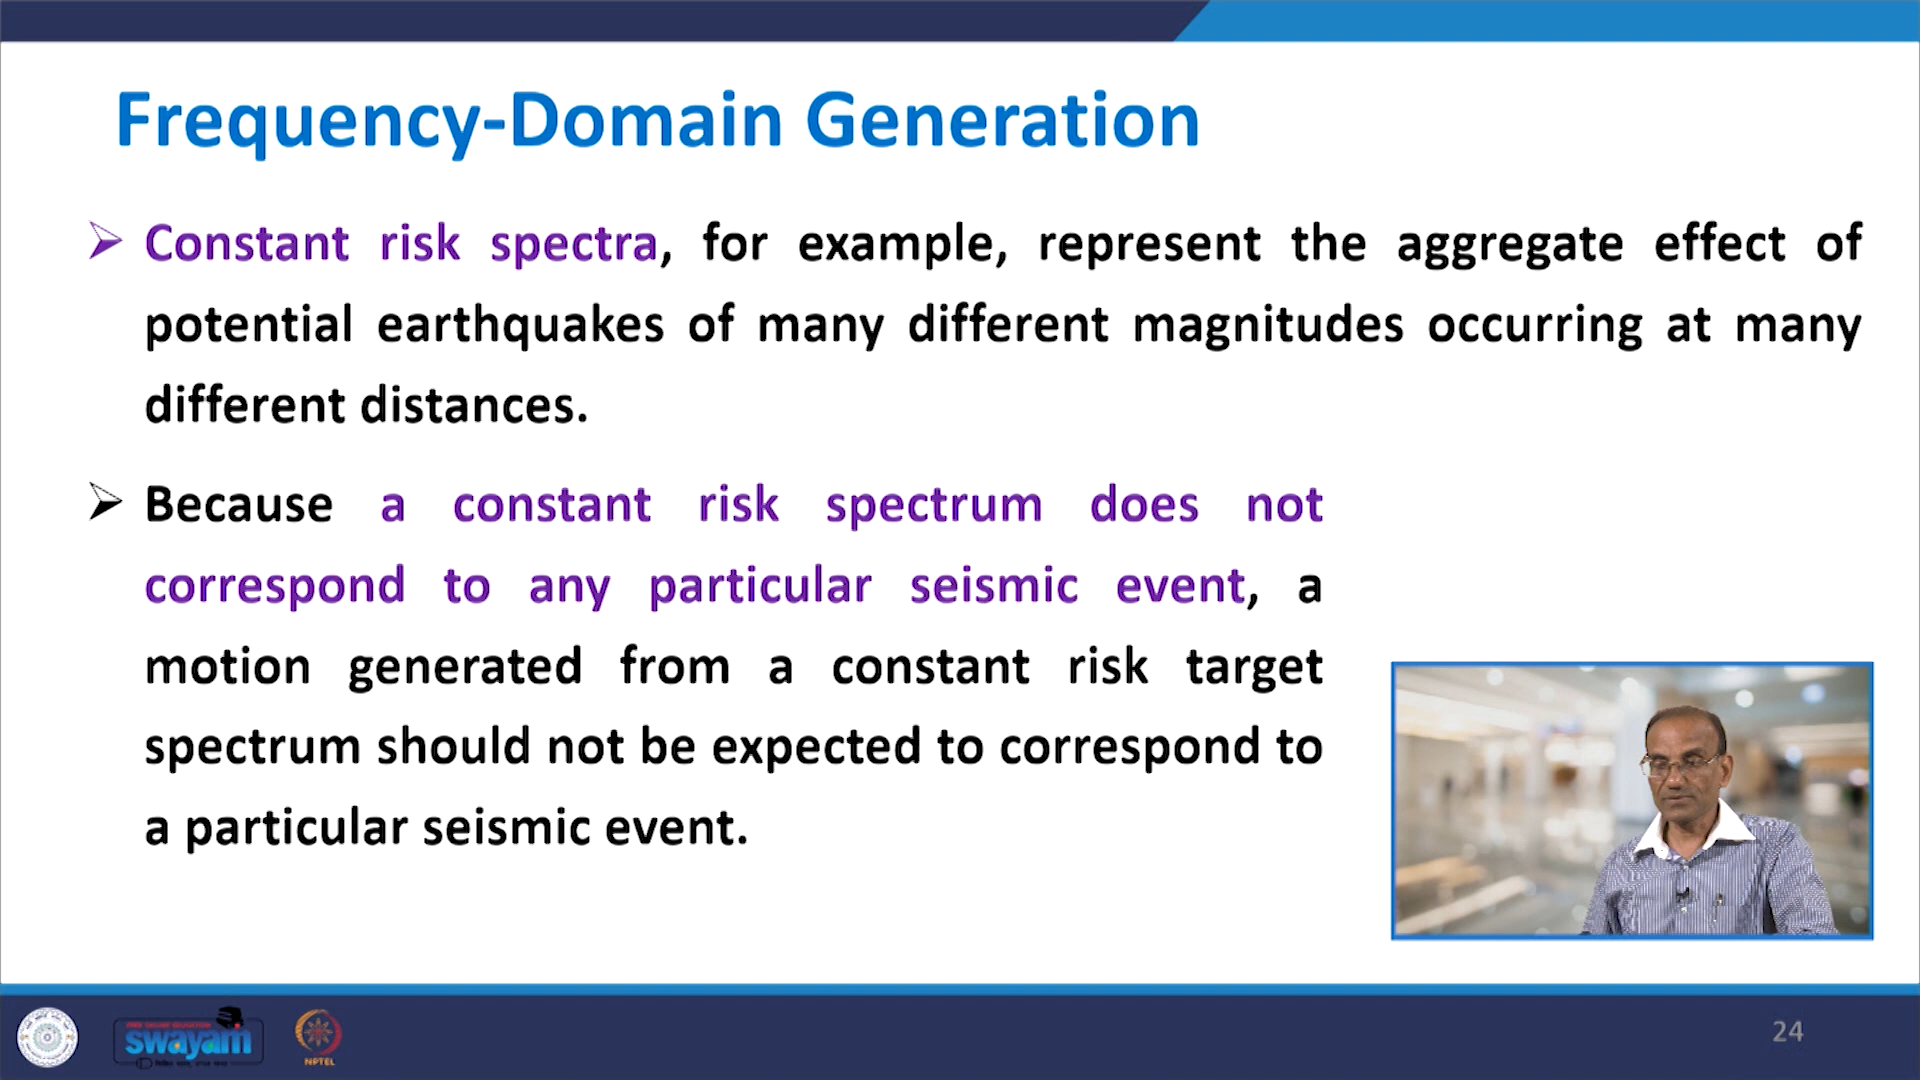 Frequency-Domain Generation
➢ Constant risk spectra, for example, represent the aggregate effect of
potential earthquakes of many different magnitudes occurring at many
different distances.
➢ Because a constant risk spectrum does not
correspond to any particular seismic event, a
motion generated from a constant risk target
spectrum should not be expected to correspond to
a particular seismic event.
swayam
NPTEL
24